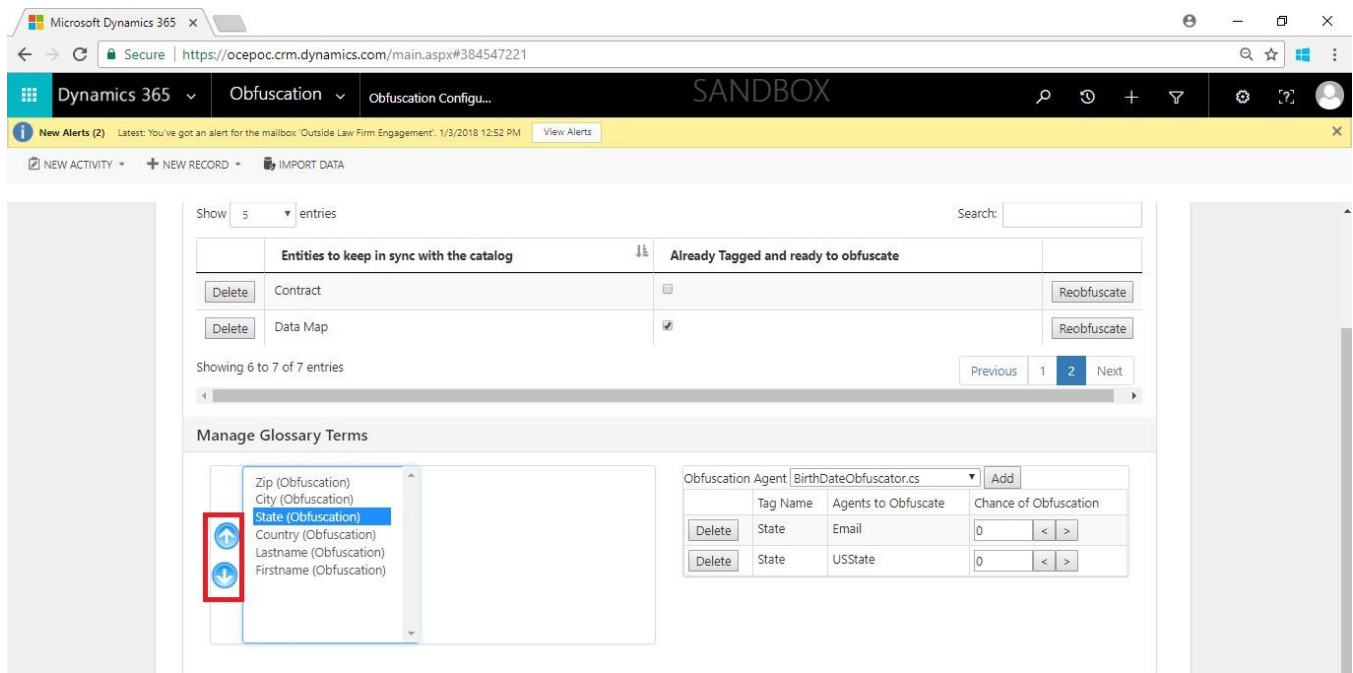 Microsoft Dynamics 365
Secure | https://ocepoc.crm.dynamics.com/main.aspx#384547221
Dynamics 365 Obfuscation Obfuscation Configu... SANDBOX
New Alerts (2) Latest: You've got an alert for the mailbox 'Outside Law Firm Engagement'. 1/3/2018 12:52 PM View Alerts
NEW ACTIVITY NEW RECORD IMPORT DATA
Show 5 entries Search:
Entities to keep in sync with the catalog Already Tagged and ready to obfuscate
Delete Contract Reobfuscate
Delete Data Map Reobfuscate
Showing 6 to 7 of 7 entries Previous 1 2 Next
Manage Glossary Terms
Zip (Obfuscation)
City (Obfuscation)
State (Obfuscation)
Country (Obfuscation)
Lastname (Obfuscation)
Firstname (Obfuscation)
Obfuscation Agent BirthDateObfuscator.cs Add
Tag Name Agents to Obfuscate Chance of Obfuscation
Delete State Email 0 < >
Delete State USState 0 < >